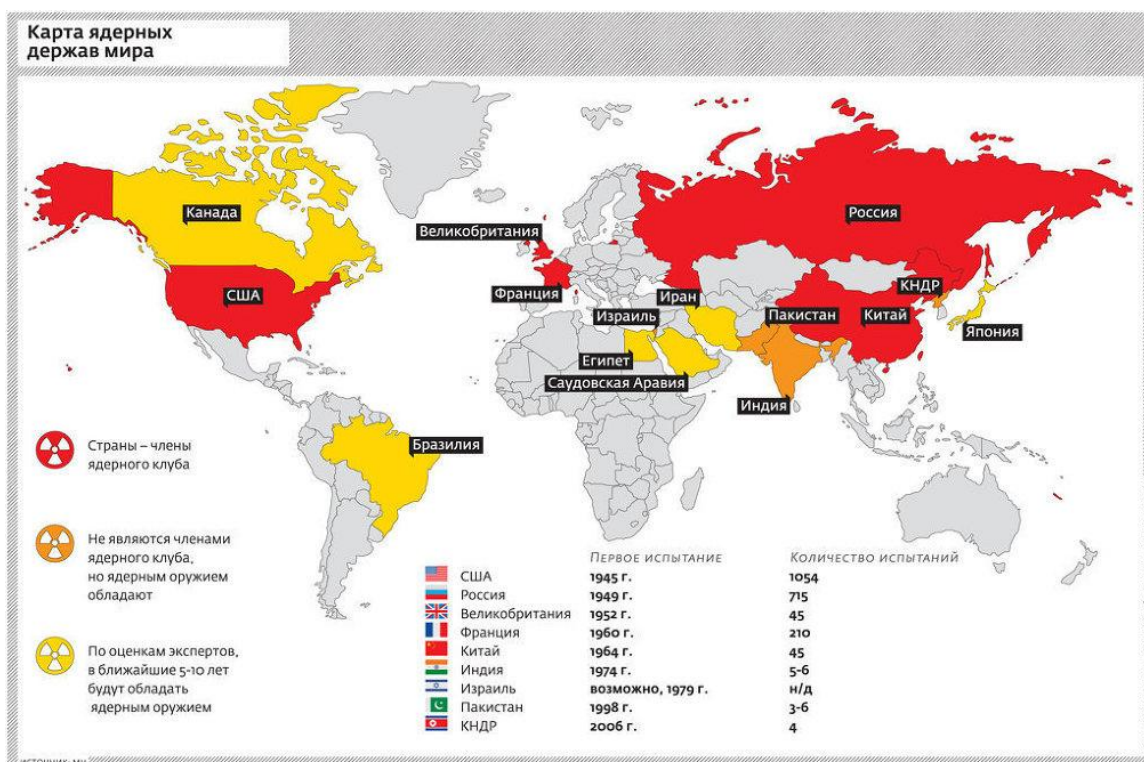 Карта ядерных
держав мира
Канада
США
Великобритания
Франция
Россия
КНДР
Иран
Израиль
Пакистан
Китай
Япония
Египет
Саудовская Аравия
Индия
Бразилия
Страны – члены
ядерного клуба
Не являются членами
ядерного клуба,
но ядерным оружием
обладают
По оценкам экспертов,
в ближайшие 5-10 лет
будут обладать
ядерным оружием
Первое испытание Количество испытаний
США 1945 г. 1054
Россия 1949 г. 715
Великобритания 1952 г. 45
Франция 1960 г. 210
Китай 1964 г. 45
Индия 1974 г. 5-6
Израиль возможно, 1979 г. н/д
Пакистан 1998 г. 3-6
КНДР 2006 г. 4